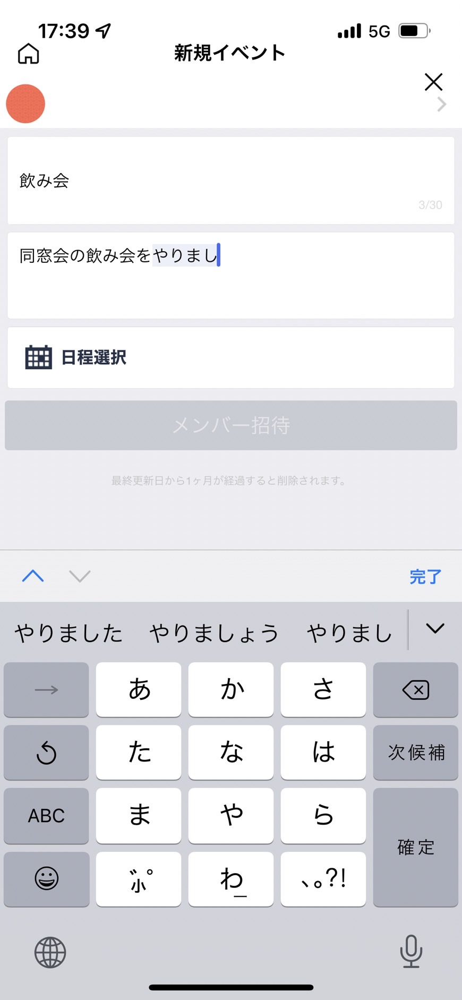 17:39
5G
新規イベント
飲み会
3/30
同窓会の飲み会をやりまし
日程選択
メンバー招待
最終更新日から1ヶ月が経過すると削除されます。
完了
やりました やりましょう やりまし
あ か さ
た な は 次候補
ABC ま や ら
確定
゛゜小 わ_ 、。?!